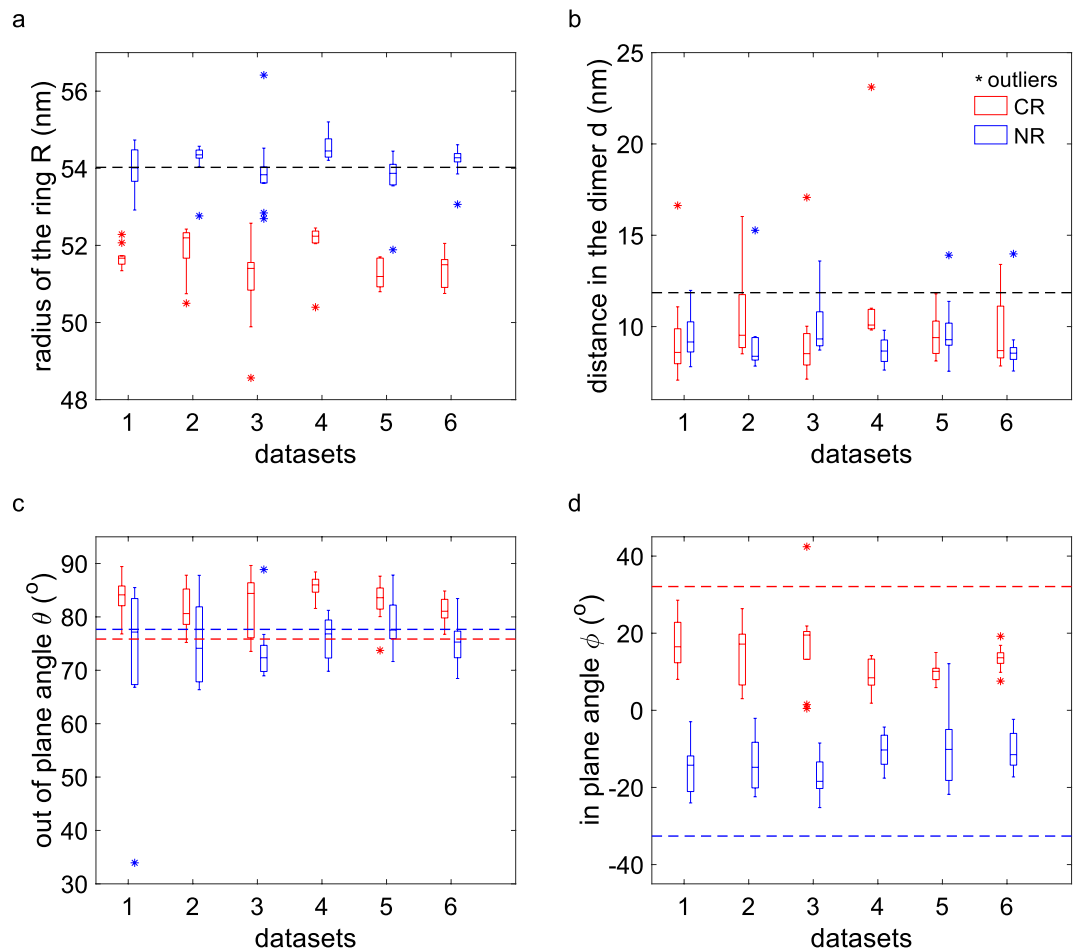 a
radius of the ring R (nm)
56
54
52
50
48
1 2 3 4 5 6
datasets
b
distance in the dimer d (nm)
25
20
15
10
* outliers
CR
NR
1 2 3 4 5 6
datasets
c
out of plane angle θ (°)
90
80
70
60
50
40
30
1 2 3 4 5 6
datasets
d
in plane angle ϕ (°)
40
20
0
-20
-40
1 2 3 4 5 6
datasets